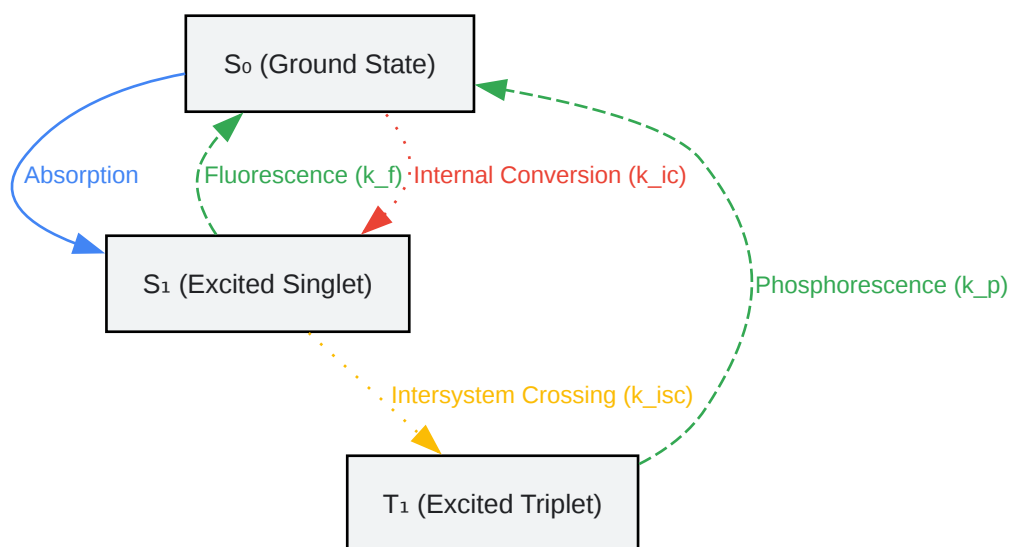 S₀ (Ground State)
Absorption
Fluorescence (k_f)
Internal Conversion (k_ic)
S₁ (Excited Singlet)
Phosphorescence (k_p)
Intersystem Crossing (k_isc)
T₁ (Excited Triplet)